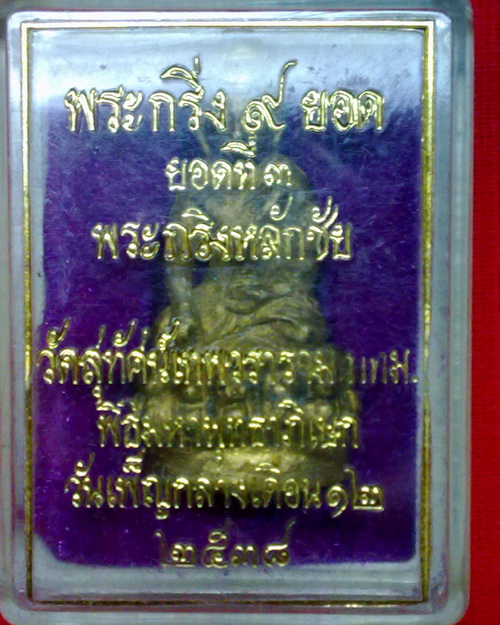 พระกริ่ง ๙ ยอด
ยอดที่ ๓
พระกริ่งหลักชัย
วัดสุทัศน์เทพวราราม กทม.
พิธีมหาพุทธาภิเษก
วันเพ็ญกลางเดือน ๑๒
๒๕๓๘